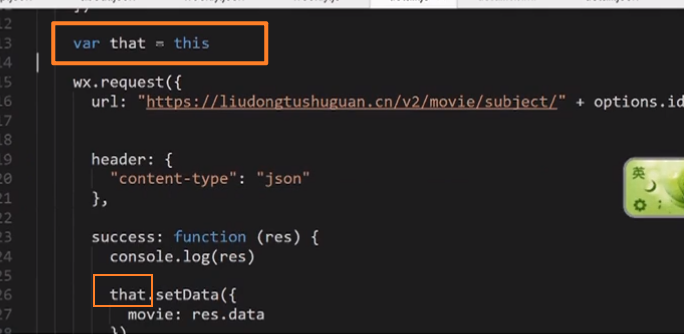 12
13 var that = this
14
15 wx.request({
16 url: "https://liudongtushuguan.cn/v2/movie/subject/" + options.id
17
18
19 header: {
20 "content-type": "json"
21 },
22
23 success: function (res) {
24 console.log(res)
25
26 that.setData({
27 movie: res.data
28 })
英